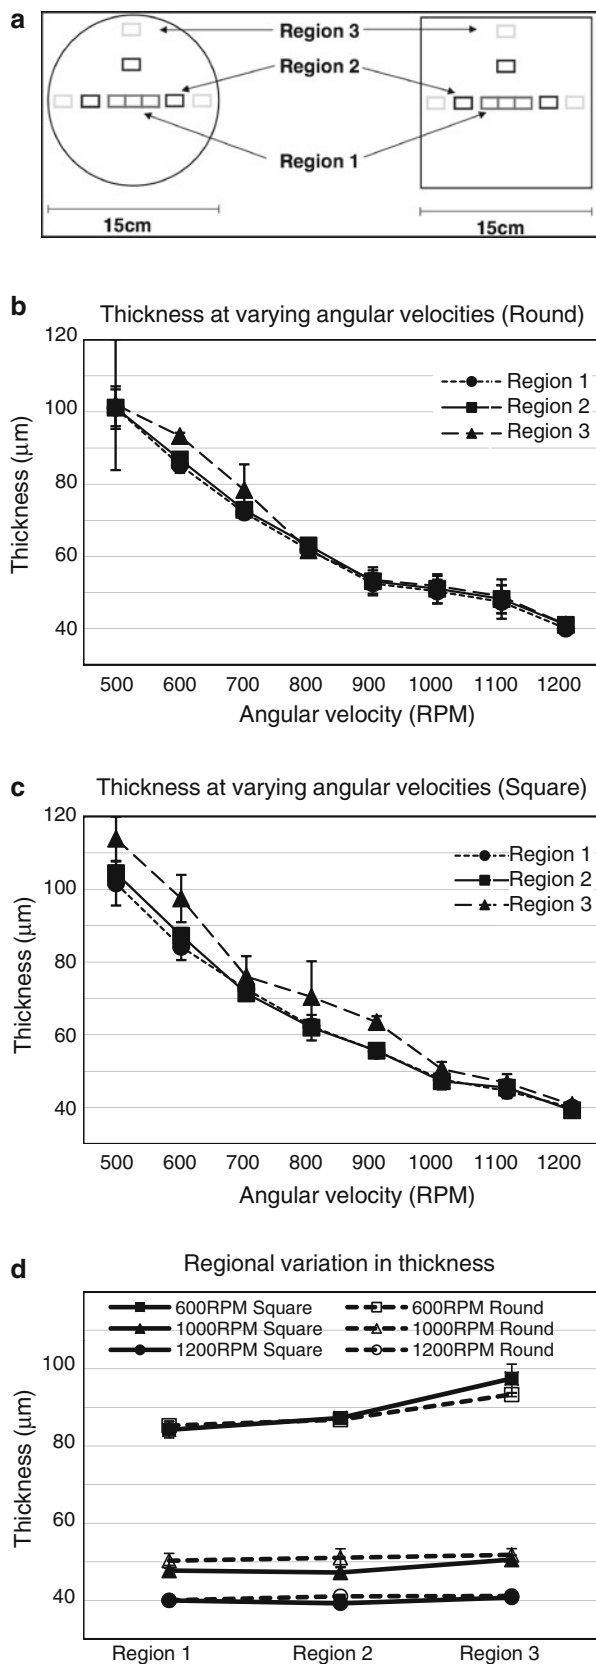 a
Region 3
Region 2
Region 1
15cm
15cm
b
Thickness at varying angular velocities (Round)
120
100
80
60
40
Thickness (μm)
Region 1
Region 2
Region 3
500 600 700 800 900 1000 1100 1200
Angular velocity (RPM)
c
Thickness at varying angular velocities (Square)
120
100
80
60
40
Thickness (μm)
Region 1
Region 2
Region 3
500 600 700 800 900 1000 1100 1200
Angular velocity (RPM)
d
Regional variation in thickness
600RPM Square 600RPM Round
1000RPM Square 1000RPM Round
1200RPM Square 1200RPM Round
100
80
60
40
Thickness (μm)
Region 1 Region 2 Region 3